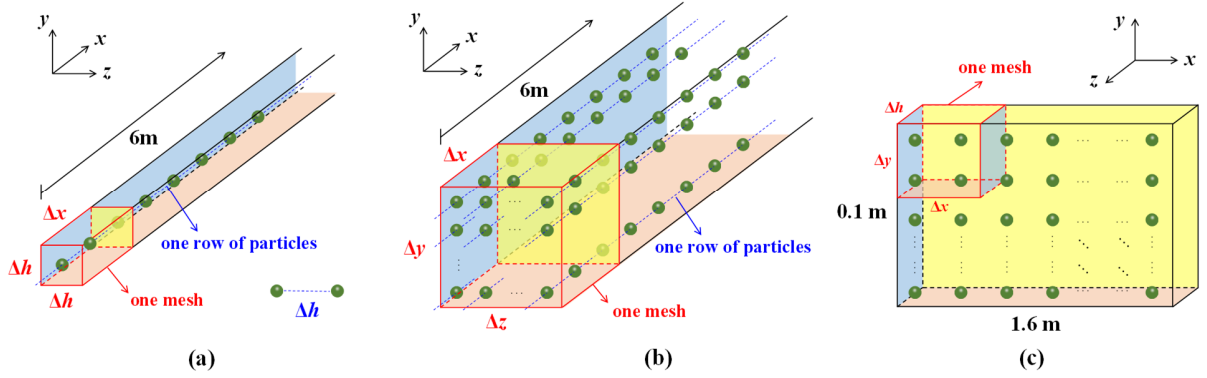 y
x
z
6m
Δx
Δh
Δh
one row of particles
one mesh
Δh
(a)
y
x
z
6m
Δx
Δy
Δz
... 
...
...
...
one row of particles
one mesh
(b)
y
x
z
one mesh
Δh
Δy
Δx
0.1 m
1.6 m
(c)